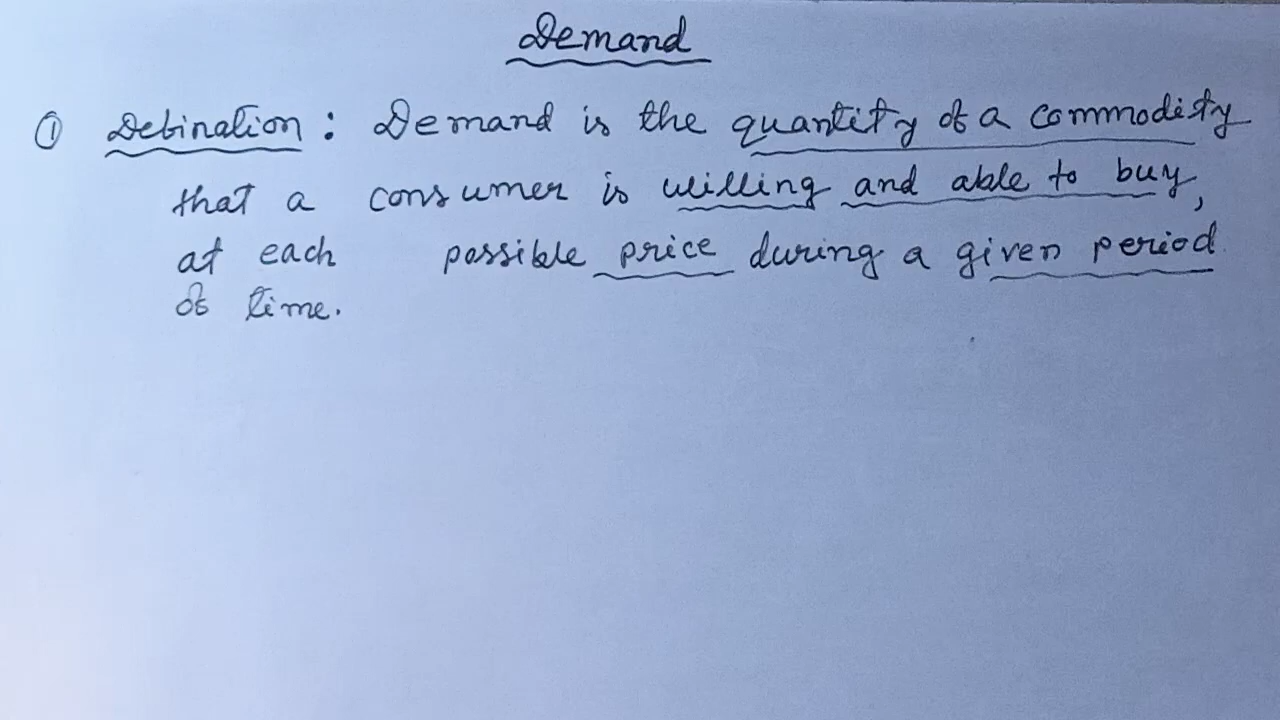 Demand
① Defination : Demand is the quantity of a commodity
that a consumer is willing and able to buy,
at each possible price during a given period
of time.